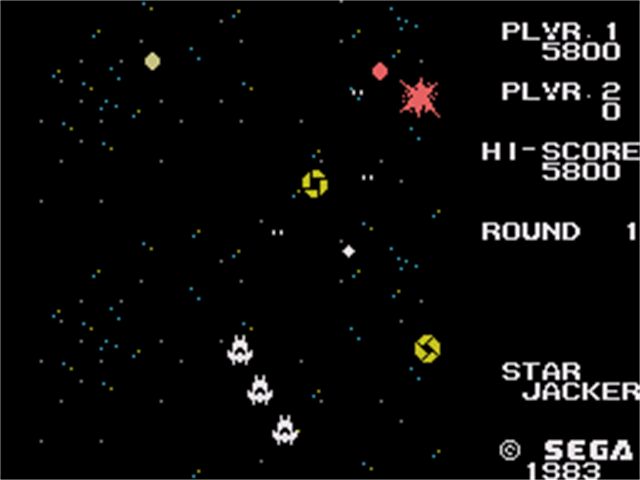 PLYR. 1
5800
PLYR. 2
0
HI-SCORE
5800
ROUND 1
STAR
JACKER
© SEGA
1983